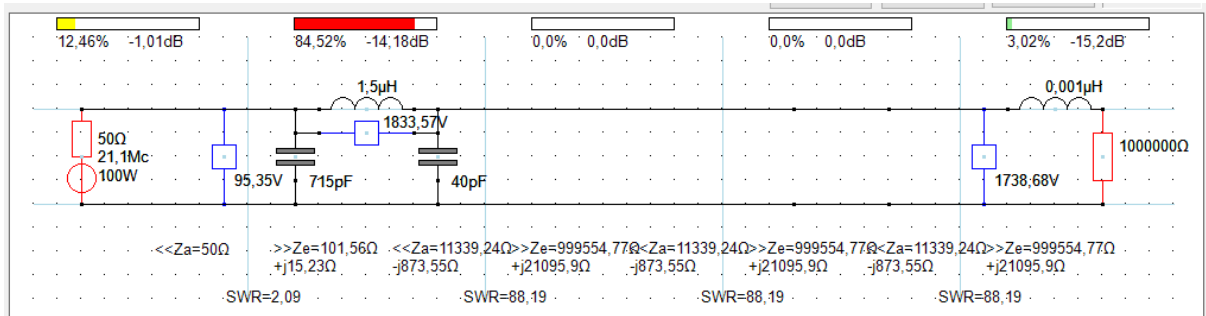 12,46% -1,01dB
84,52% -14,18dB
0,0% 0,0dB
0,0% 0,0dB
3,02% -15,2dB
1,5µH
0,001µH
1833,57V
50Ω
21,1Mc
100W
95,35V
715pF
40pF
1738,68V
1000000Ω
<<Za=50Ω >>Ze=101,56Ω <<Za=11339,24Ω >>Ze=999554,77Ω <<Za=11339,24Ω >>Ze=999554,77Ω <<Za=11339,24Ω >>Ze=999554,77Ω
+j15,23Ω -j873,55Ω +j21095,9Ω -j873,55Ω +j21095,9Ω -j873,55Ω +j21095,9Ω
SWR=2,09 SWR=88,19 SWR=88,19 SWR=88,19